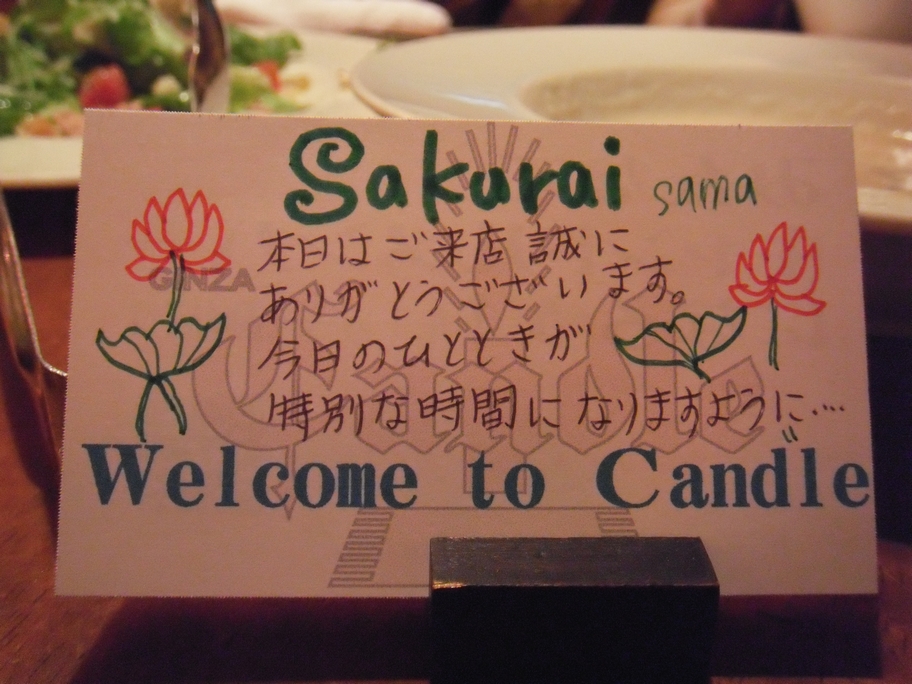 Sakurai sama
本日はご来店誠に
GINZA
ありがとうございます。
今日のひとときが
Candle
特別な時間になりますように…
Welcome to Candle